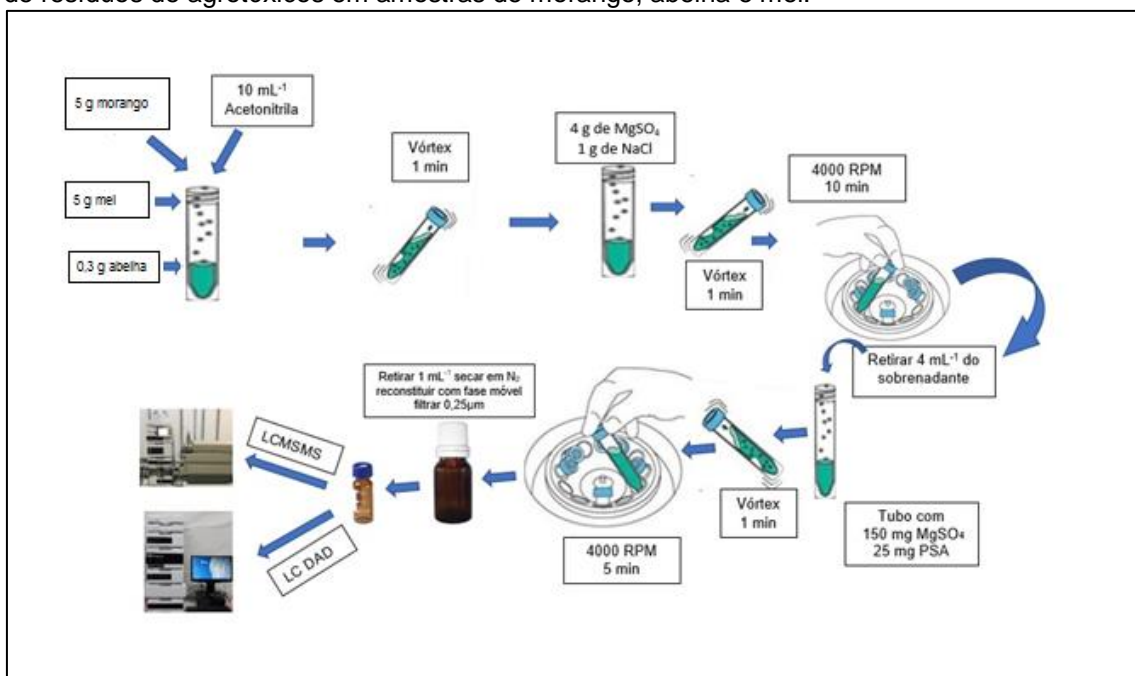 de resíduos de agrotóxicos em amostras de morango, abelha e mel.
5 g morango
10 mL⁻¹
Acetonitrila
5 g mel
0,3 g abelha
Vórtex
1 min
4 g de MgSO₄
1 g de NaCl
Vórtex
1 min
4000 RPM
10 min
Retirar 4 mL⁻¹ do
sobrenadante
Tubo com
150 mg MgSO₄
25 mg PSA
Vórtex
1 min
4000 RPM
5 min
Retirar 1 mL⁻¹ secar em N₂
reconstituir com fase móvel
filtrar 0,25µm
LCMSMS
LC DAD